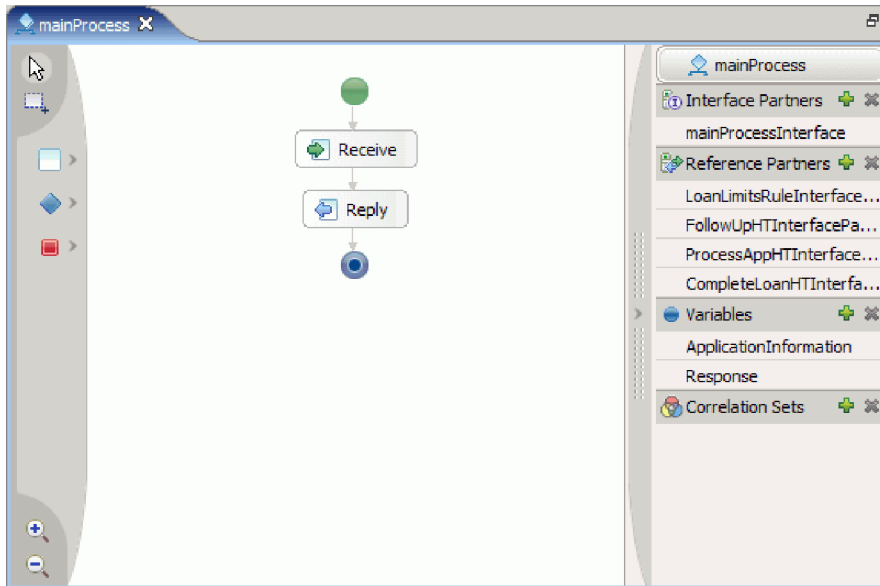 mainProcess
Receive
Reply
mainProcess
Interface Partners
mainProcessInterface
Reference Partners
LoanLimitsRuleInterface...
FollowUpHTInterfacePa...
ProcessAppHTInterface...
CompleteLoanHTInterfa...
Variables
ApplicationInformation
Response
Correlation Sets